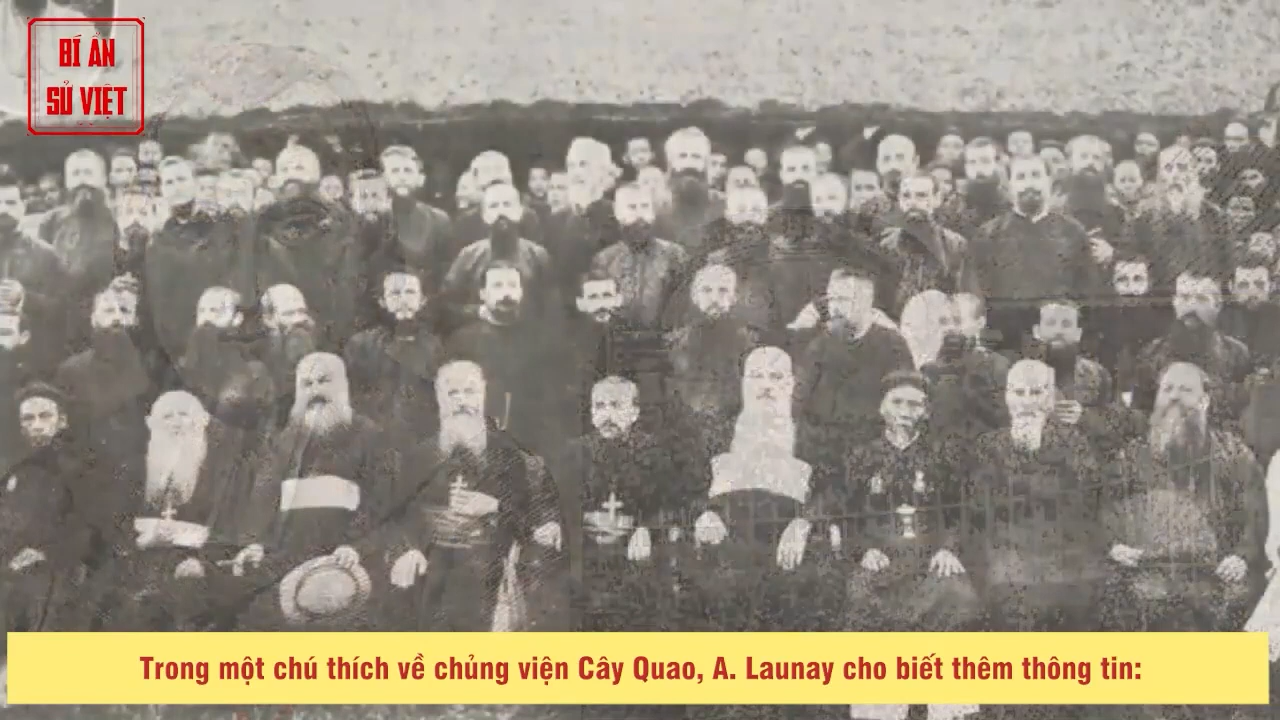 BÍ ẨN
SỬ VIỆT
Trong một chú thích về chủng viện Cây Quao, A. Launay cho biết thêm thông tin: